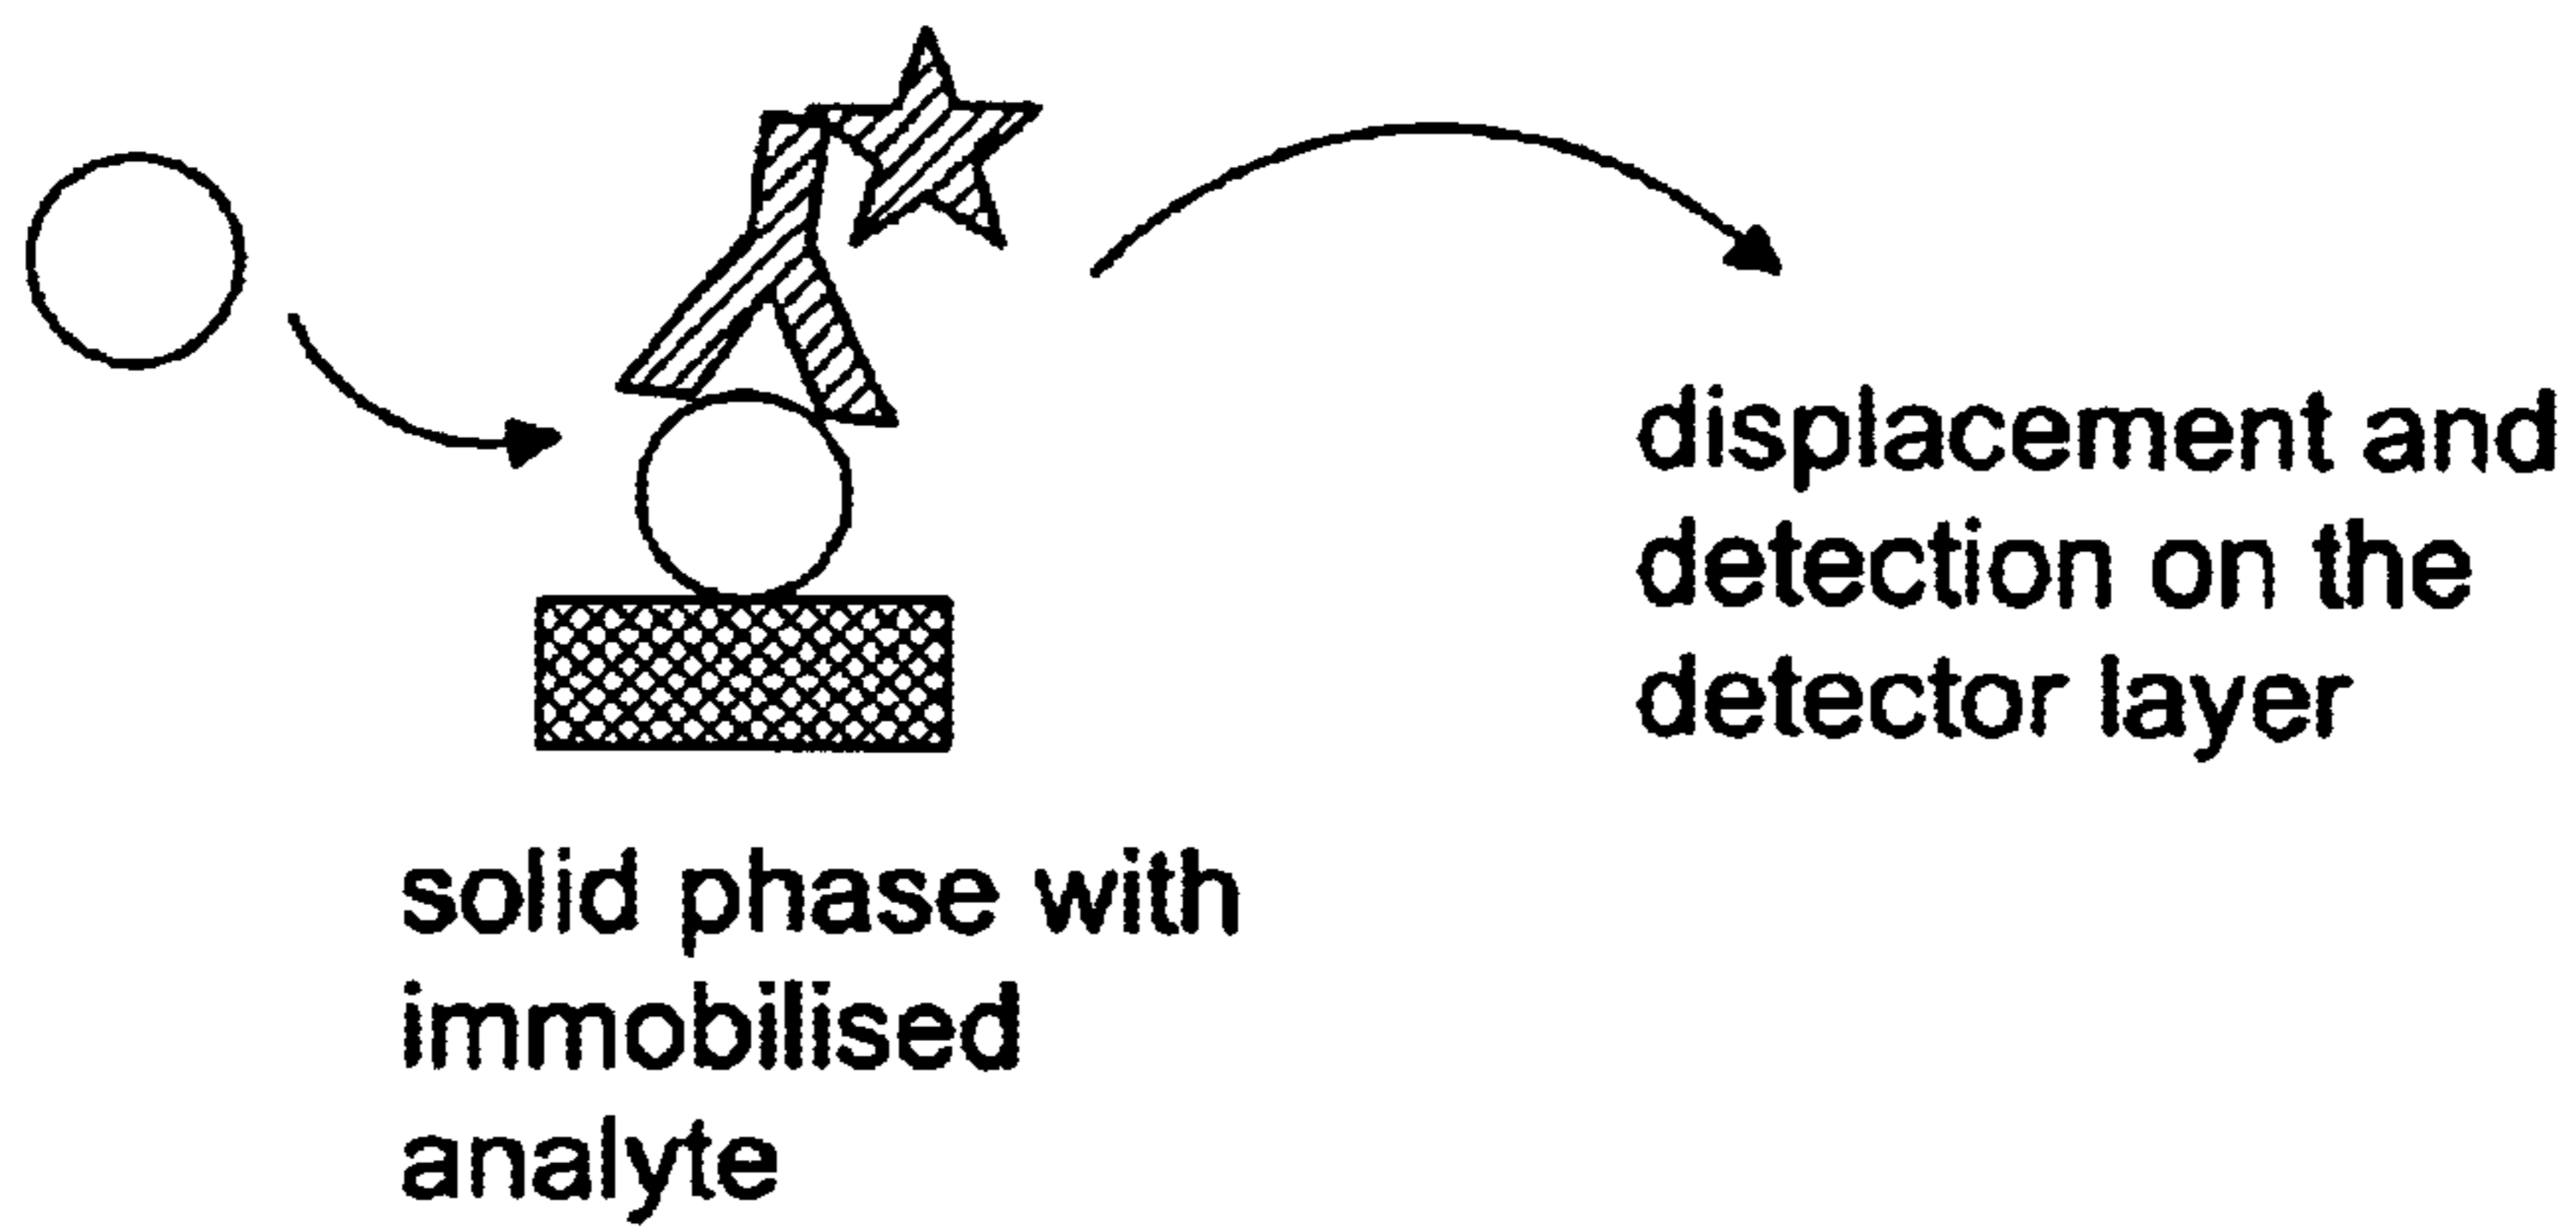 displacement and
detection on the
detector layer
solid phase with
immobilised
analyte